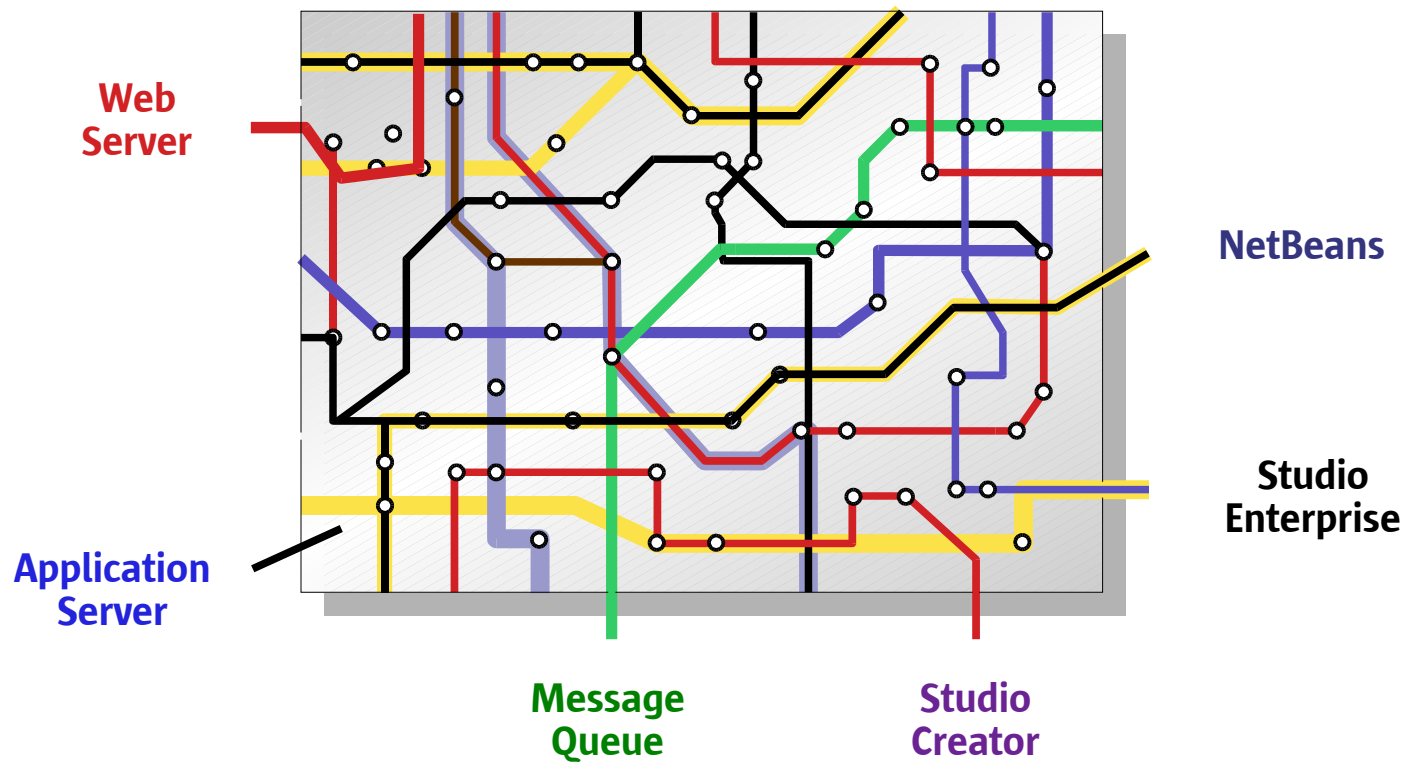 Web
Server
NetBeans
Studio
Enterprise
Application
Server
Message
Queue
Studio
Creator